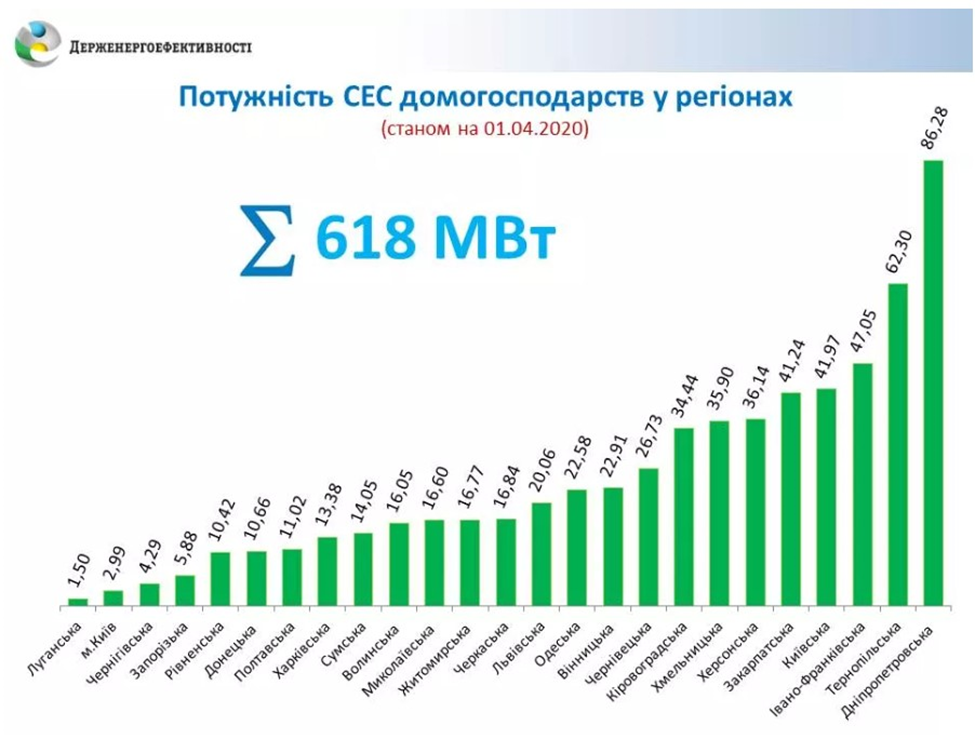 ДЕРЖЕНЕРГОЕФЕКТИВНОСТІ
Потужність СЕС домогосподарств у регіонах
(станом на 01.04.2020)
∑ 618 МВт
1,50
2,99
4,29
5,88
10,42
10,66
11,02
13,38
14,05
16,05
16,60
16,77
16,84
20,06
22,58
22,91
26,73
34,44
35,90
36,14
41,24
41,97
47,05
62,30
86,28
Луганська
м.Київ
Чернігівська
Запорізька
Рівненська
Донецька
Полтавська
Харківська
Сумська
Волинська
Миколаївська
Житомирська
Черкаська
Львівська
Одеська
Вінницька
Чернівецька
Кіровоградська
Хмельницька
Херсонська
Закарпатська
Київська
Івано-Франківська
Тернопільська
Дніпропетровська